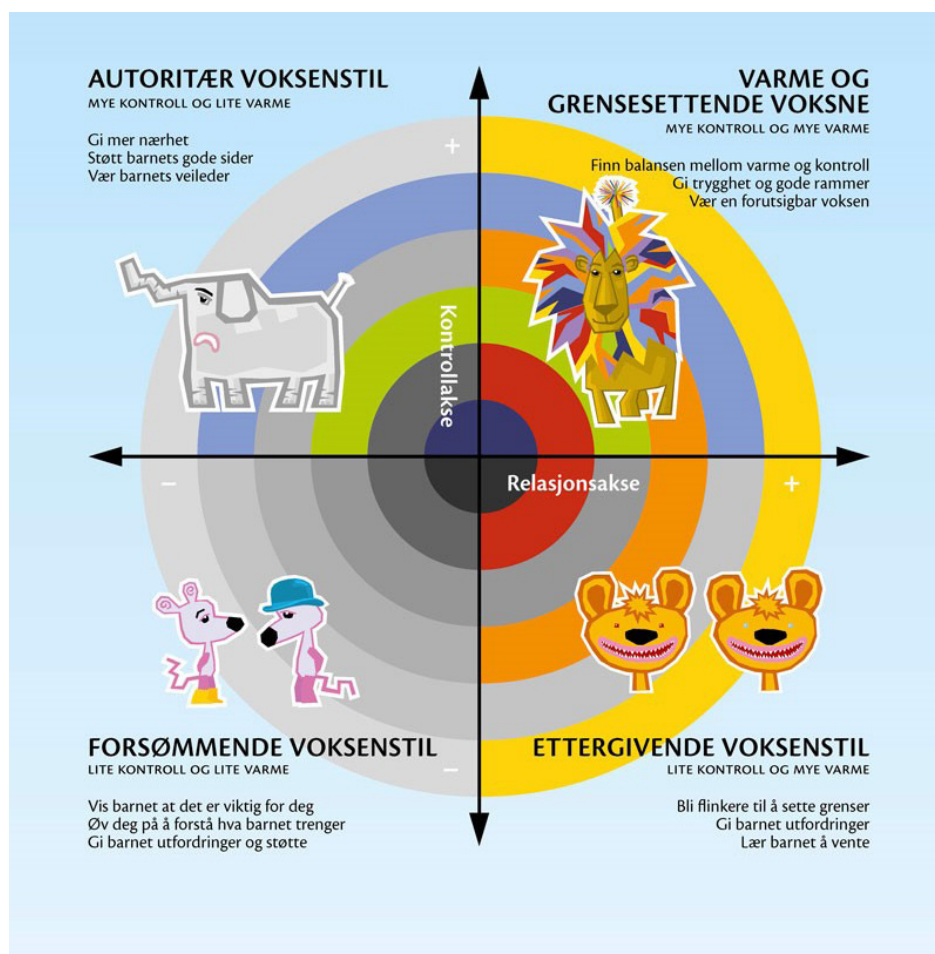 AUTORITÆR VOKSENSTIL
MYE KONTROLL OG LITE VARME
Gi mer nærhet
Støtt barnets gode sider
Vær barnets veileder
VARME OG
GRENSESETTENDE VOKSNE
MYE KONTROLL OG MYE VARME
Finn balansen mellom varme og kontroll
Gi trygghet og gode rammer
Vær en forutsigbar voksen
+
Kontrollakse
−
Relasjonsakse
+
FORSØMMENDE VOKSENSTIL
LITE KONTROLL OG LITE VARME
Vis barnet at det er viktig for deg
Øv deg på å forstå hva barnet trenger
Gi barnet utfordringer og støtte
−
ETTERGIVENDE VOKSENSTIL
LITE KONTROLL OG MYE VARME
Bli flinkere til å sette grenser
Gi barnet utfordringer
Lær barnet å vente